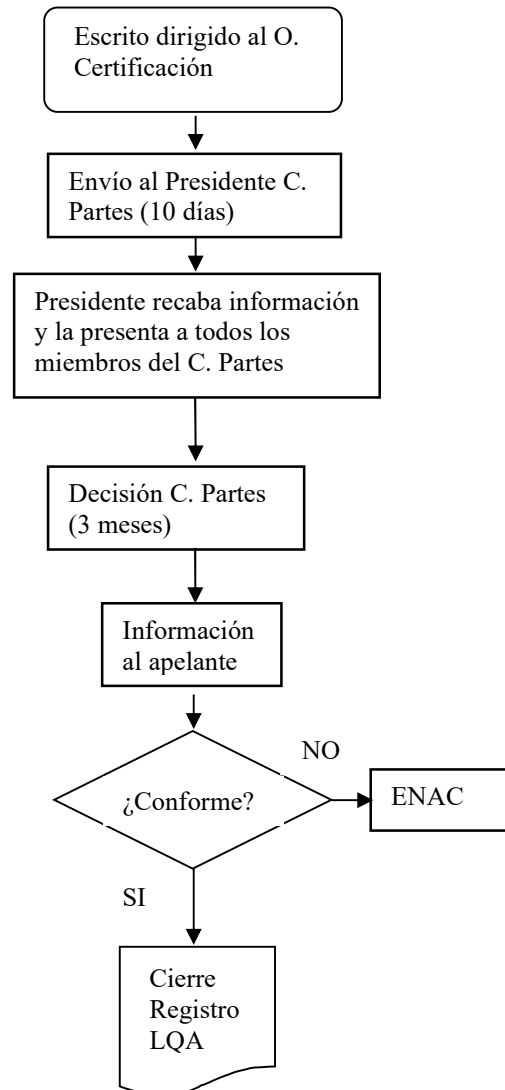 Escrito dirigido al O.
Certificación
Envío al Presidente C.
Partes (10 días)
Presidente recaba información
y la presenta a todos los
miembros del C. Partes
Decisión C. Partes
(3 meses)
Información
al apelante
NO
¿Conforme?
ENAC
SI
Cierre
Registro
LQA